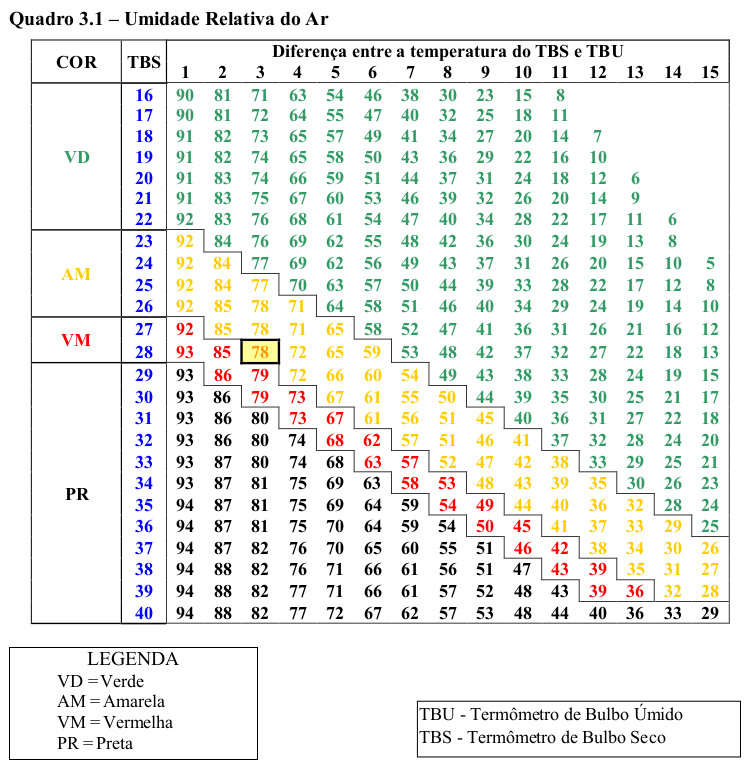 Quadro 3.1 – Umidade Relativa do Ar
COR TBS Diferença entre a temperatura do TBS e TBU
1 2 3 4 5 6 7 8 9 10 11 12 13 14 15
16 90 81 71 63 54 46 38 30 23 15 8
17 90 81 72 64 55 47 40 32 25 18 11
18 91 82 73 65 57 49 41 34 27 20 14 7
VD 19 91 82 74 65 58 50 43 36 29 22 16 10
20 91 83 74 66 59 51 44 37 31 24 18 12 6
21 91 83 75 67 60 53 46 39 32 26 20 14 9
22 92 83 76 68 61 54 47 40 34 28 22 17 11 6
23 92 84 76 69 62 55 48 42 36 30 24 19 13 8
AM 24 92 84 77 69 62 56 49 43 37 31 26 20 15 10 5
25 92 84 77 70 63 57 50 44 39 33 28 22 17 12 8
26 92 85 78 71 64 58 51 46 40 34 29 24 19 14 10
VM 27 92 85 78 71 65 58 52 47 41 36 31 26 21 16 12
28 93 85 78 72 65 59 53 48 42 37 32 27 22 18 13
29 93 86 79 72 66 60 54 49 43 38 33 28 24 19 15
30 93 86 79 73 67 61 55 50 44 39 35 30 25 21 17
31 93 86 80 73 67 61 56 51 45 40 36 31 27 22 18
32 93 86 80 74 68 62 57 51 46 41 37 32 28 24 20
33 93 87 80 74 68 63 57 52 47 42 38 33 29 25 21
PR 34 93 87 81 75 69 63 58 53 48 43 39 35 30 26 23
35 94 87 81 75 69 64 59 54 49 44 40 36 32 28 24
36 94 87 81 75 70 64 59 54 50 45 41 37 33 29 25
37 94 87 82 76 70 65 60 55 51 46 42 38 34 30 26
38 94 88 82 76 71 66 61 56 51 47 43 39 35 31 27
39 94 88 82 77 71 66 61 57 52 48 43 39 36 32 28
40 94 88 82 77 72 67 62 57 53 48 44 40 36 33 29
LEGENDA
VD = Verde
AM = Amarela
VM = Vermelha
PR = Preta
TBU - Termômetro de Bulbo Úmido
TBS - Termômetro de Bulbo Seco